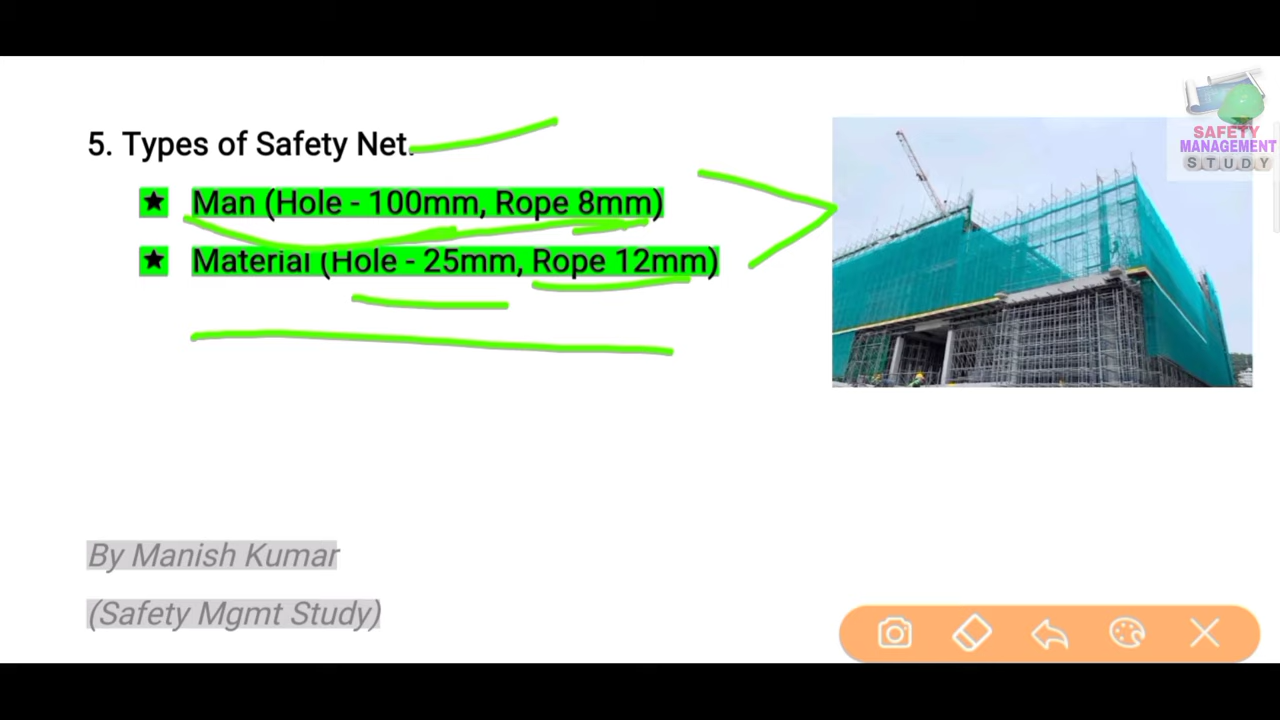 SAFETY
MANAGEMENT
STUDY
5. Types of Safety Net.
★ Man (Hole - 100mm, Rope 8mm)
★ Material (Hole - 25mm, Rope 12mm)
By Manish Kumar
(Safety Mgmt Study)